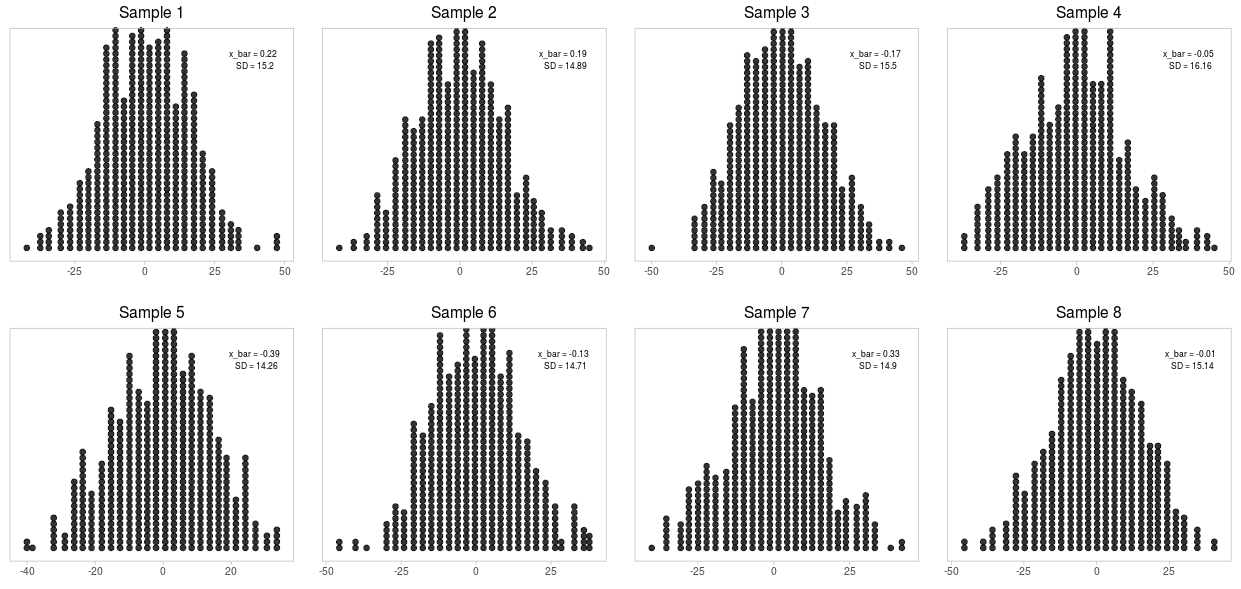 Sample 1
x_bar = 0.22
SD = 15.2
-25 0 25 50
Sample 2
x_bar = 0.19
SD = 14.89
-50 -25 0 25 50
Sample 3
x_bar = -0.17
SD = 15.5
-50 -25 0 25 50
Sample 4
x_bar = -0.05
SD = 16.16
-25 0 25 50
Sample 5
x_bar = -0.39
SD = 14.26
-40 -20 0 20
Sample 6
x_bar = -0.13
SD = 14.71
-50 -25 0 25
Sample 7
x_bar = 0.33
SD = 14.9
-25 0 25
Sample 8
x_bar = -0.01
SD = 15.14
-50 -25 0 25